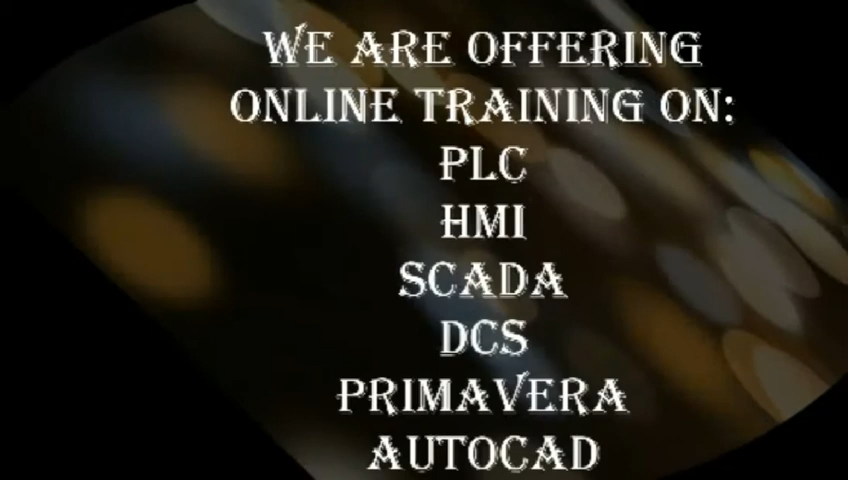 WE ARE OFFERING
ONLINE TRAINING ON:
PLC
HMI
SCADA
DCS
PRIMAVERA
AUTOCAD